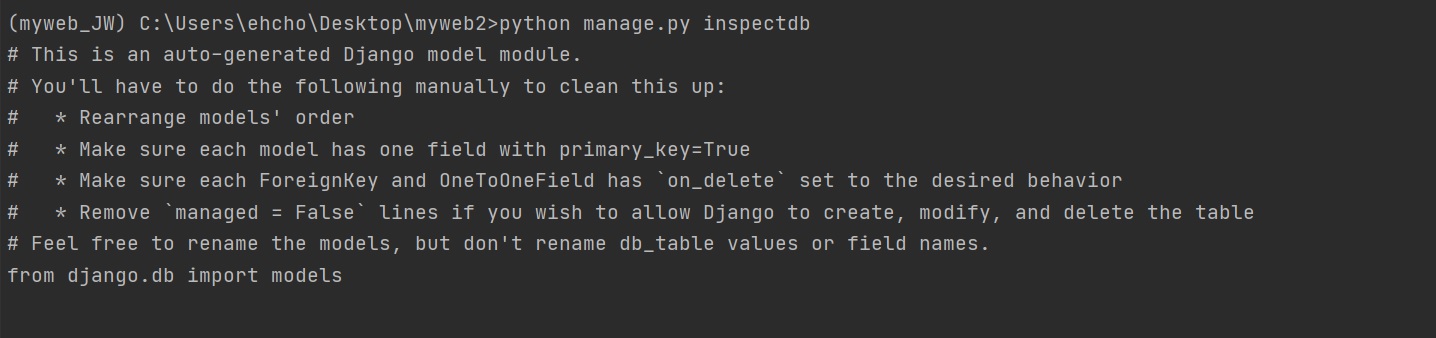 (myweb_JW) C:\Users\ehcho\Desktop\myweb2>python manage.py inspectdb
# This is an auto-generated Django model module.
# You'll have to do the following manually to clean this up:
#   * Rearrange models' order
#   * Make sure each model has one field with primary_key=True
#   * Make sure each ForeignKey and OneToOneField has `on_delete` set to the desired behavior
#   * Remove `managed = False` lines if you wish to allow Django to create, modify, and delete the table
# Feel free to rename the models, but don't rename db_table values or field names.
from django.db import models